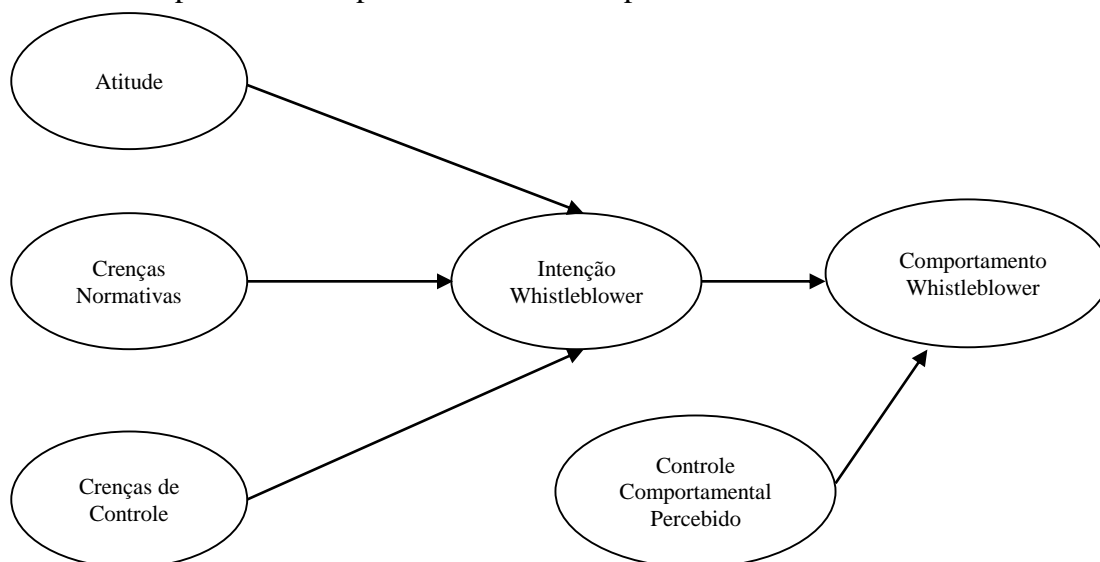 Atitude
Crenças
Normativas
Intenção
Whistleblower
Comportamento
Whistleblower
Crenças de
Controle
Controle
Comportamental
Percebido